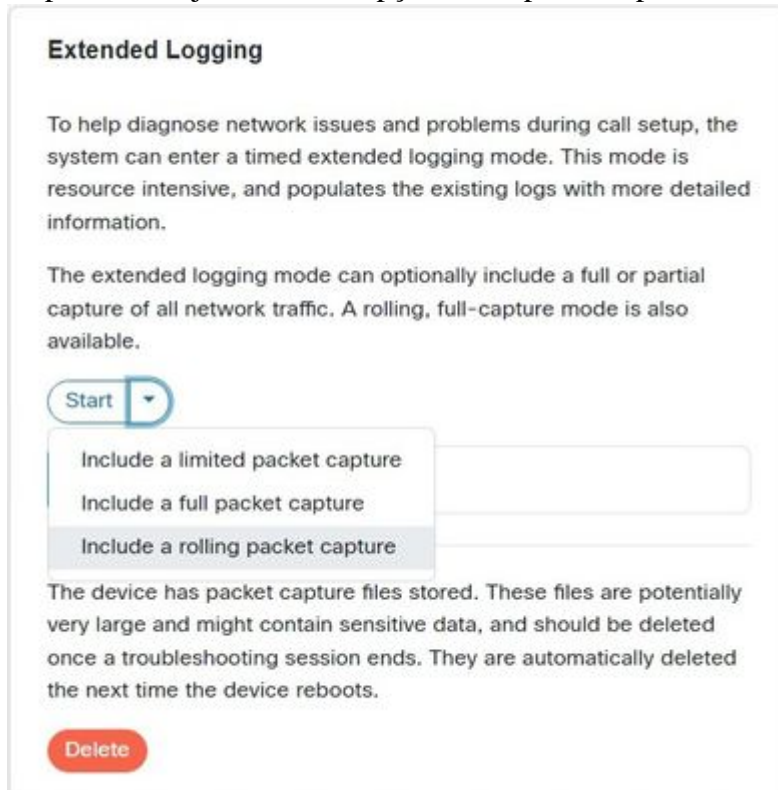 Extended Logging
To help diagnose network issues and problems during call setup, the
system can enter a timed extended logging mode. This mode is
resource intensive, and populates the existing logs with more detailed
information.
The extended logging mode can optionally include a full or partial
capture of all network traffic. A rolling, full-capture mode is also
available.
Start
Include a limited packet capture
Include a full packet capture
Include a rolling packet capture
The device has packet capture files stored. These files are potentially
very large and might contain sensitive data, and should be deleted
once a troubleshooting session ends. They are automatically deleted
the next time the device reboots.
Delete